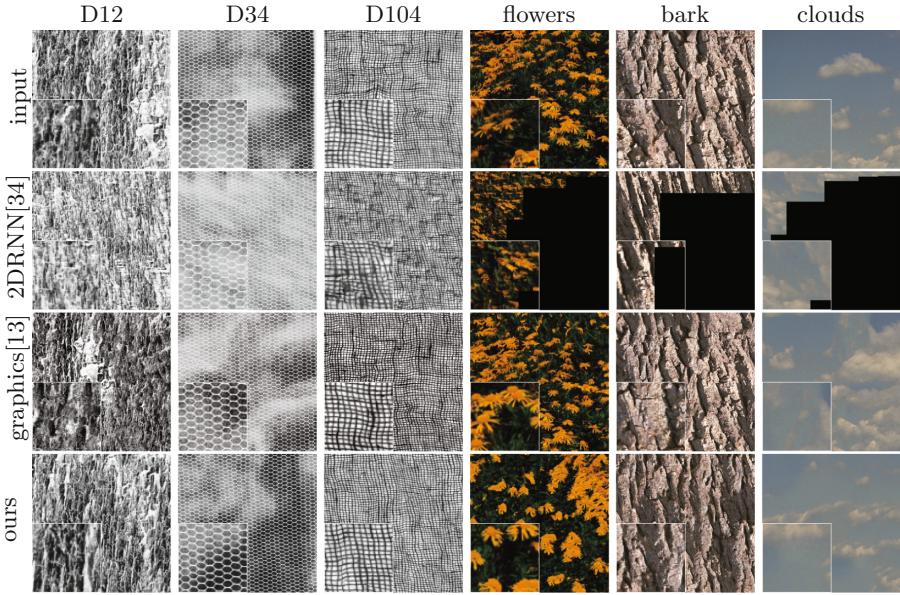 D12 D34 D104 flowers bark clouds
input
2DRNN[34]
graphics[13]
ours